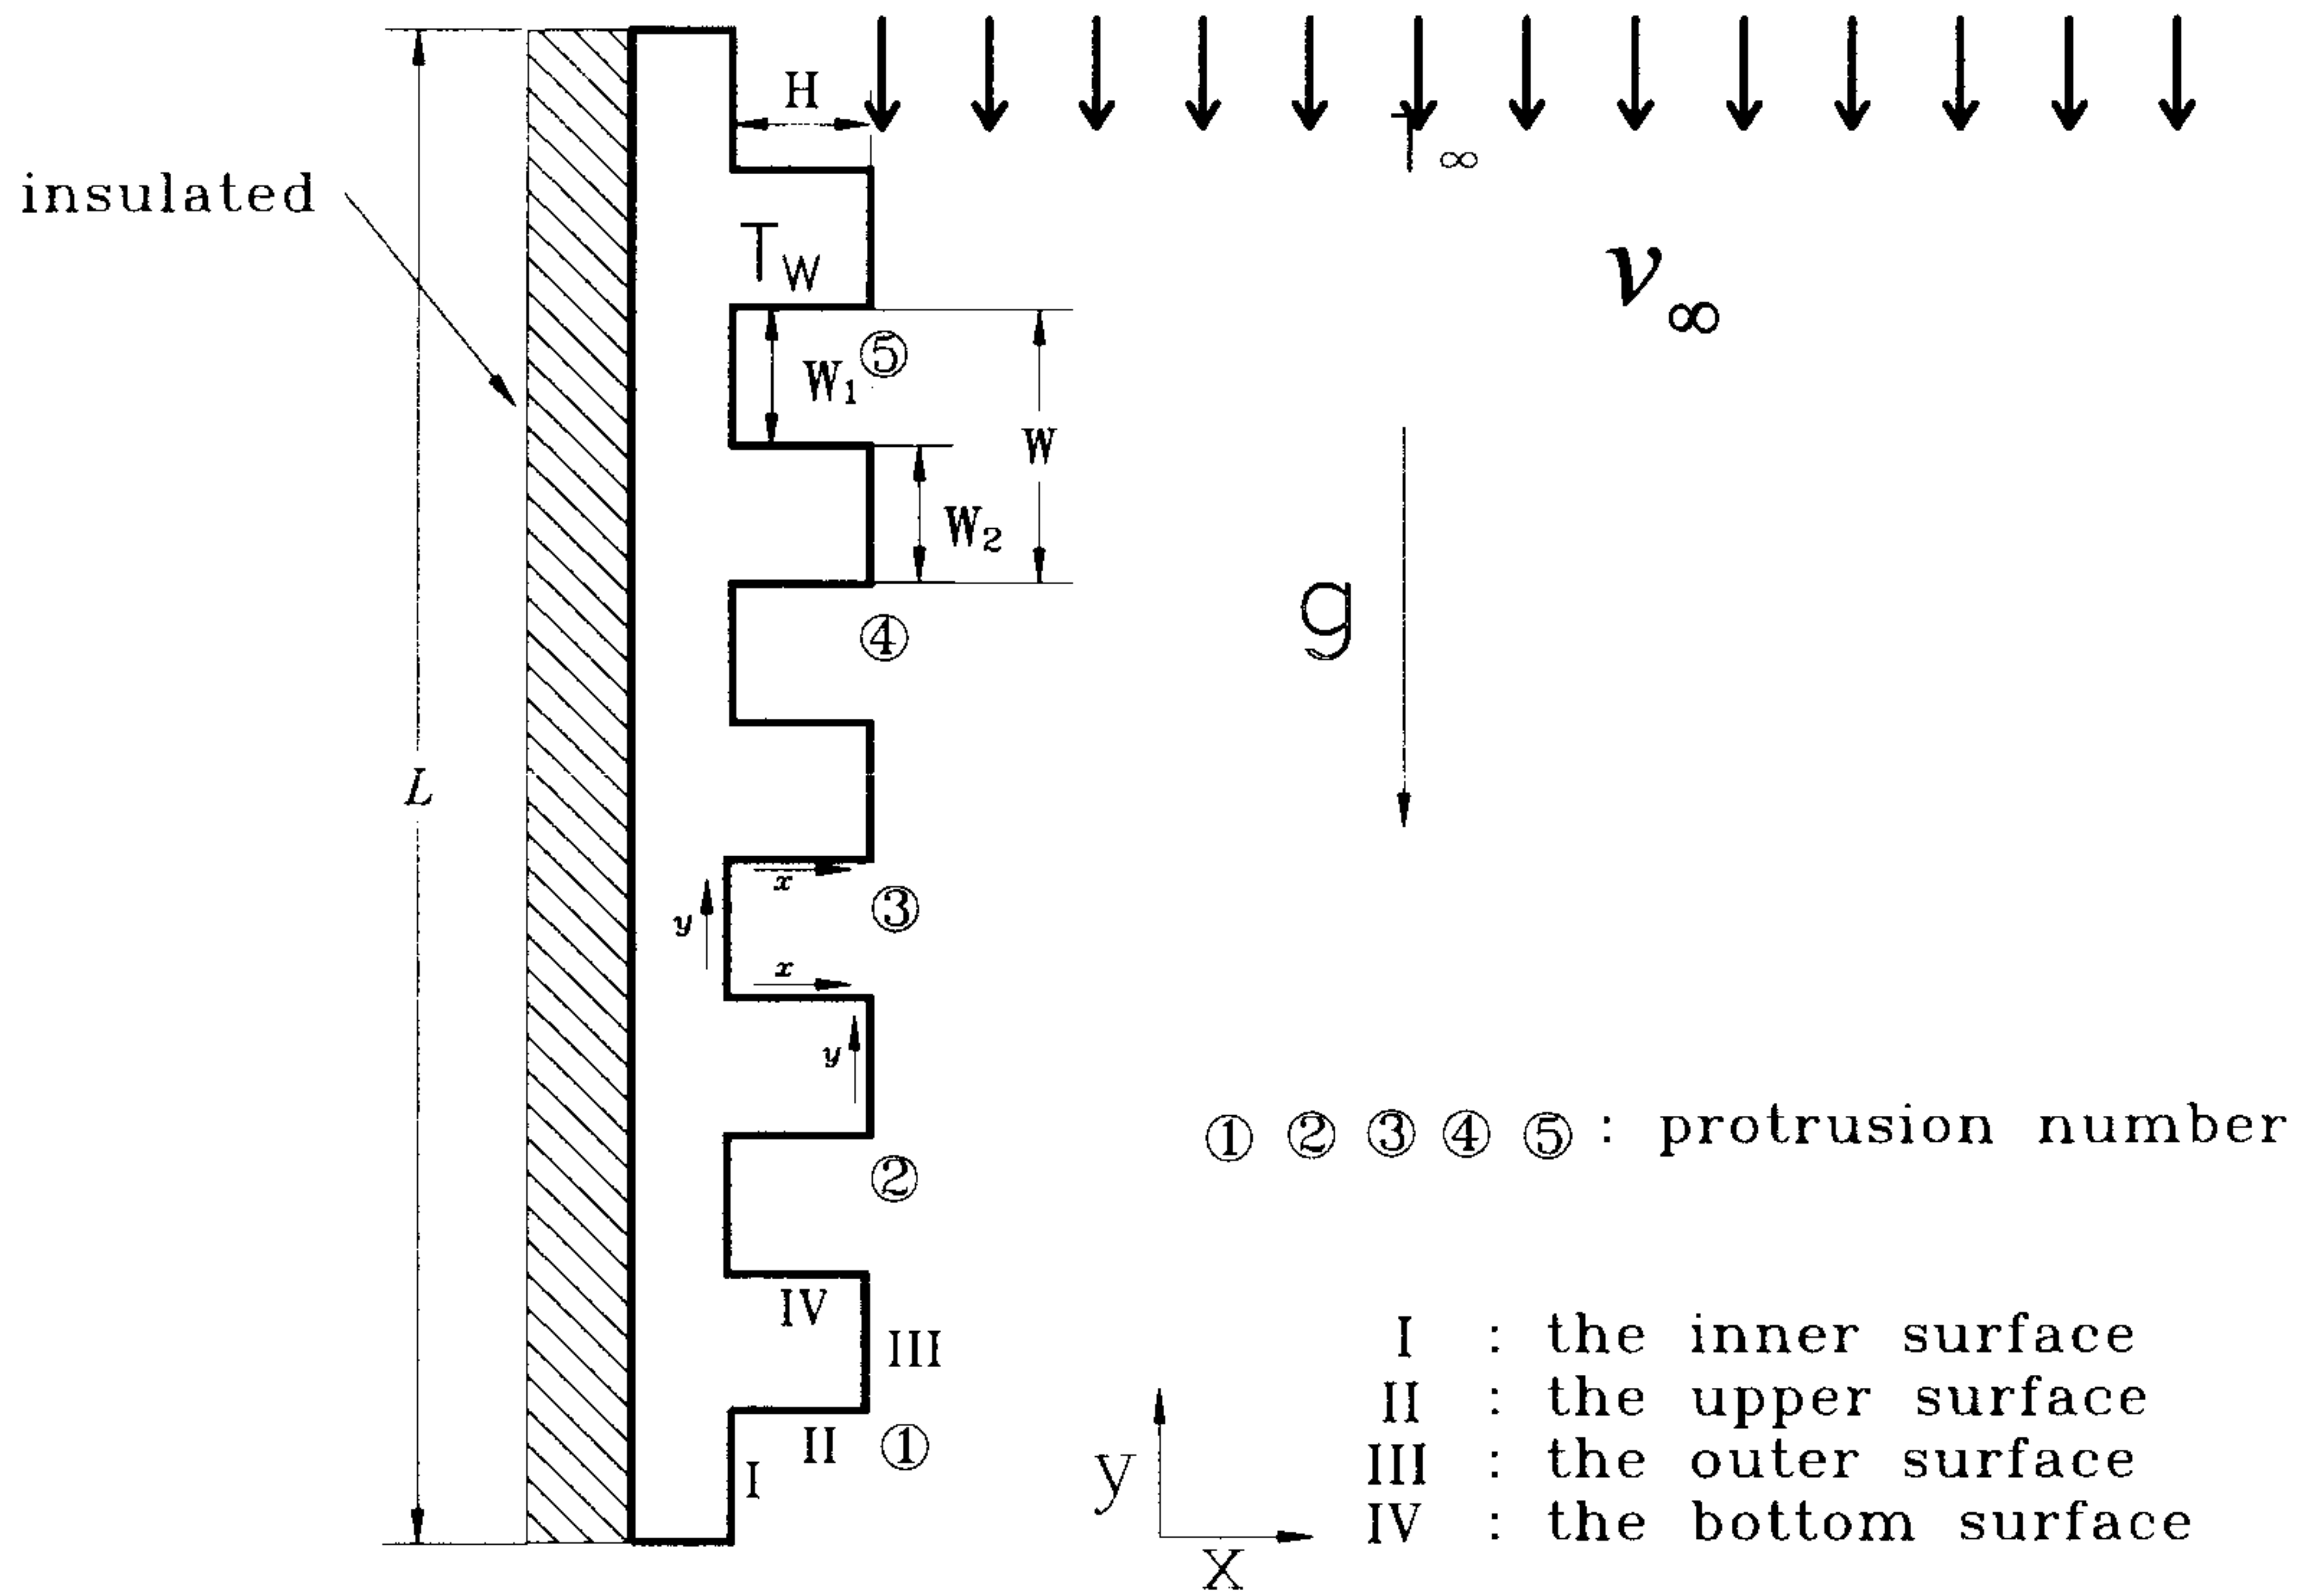 H
T∞
insulated
TW
v∞
⑤
W1
W
W2
g
④
L
x
③
y
x
y
① ② ③ ④ ⑤ : protrusion number
②
IV
III
I : the inner surface
II : the upper surface
II ①
I
III : the outer surface
y
IV : the bottom surface
X